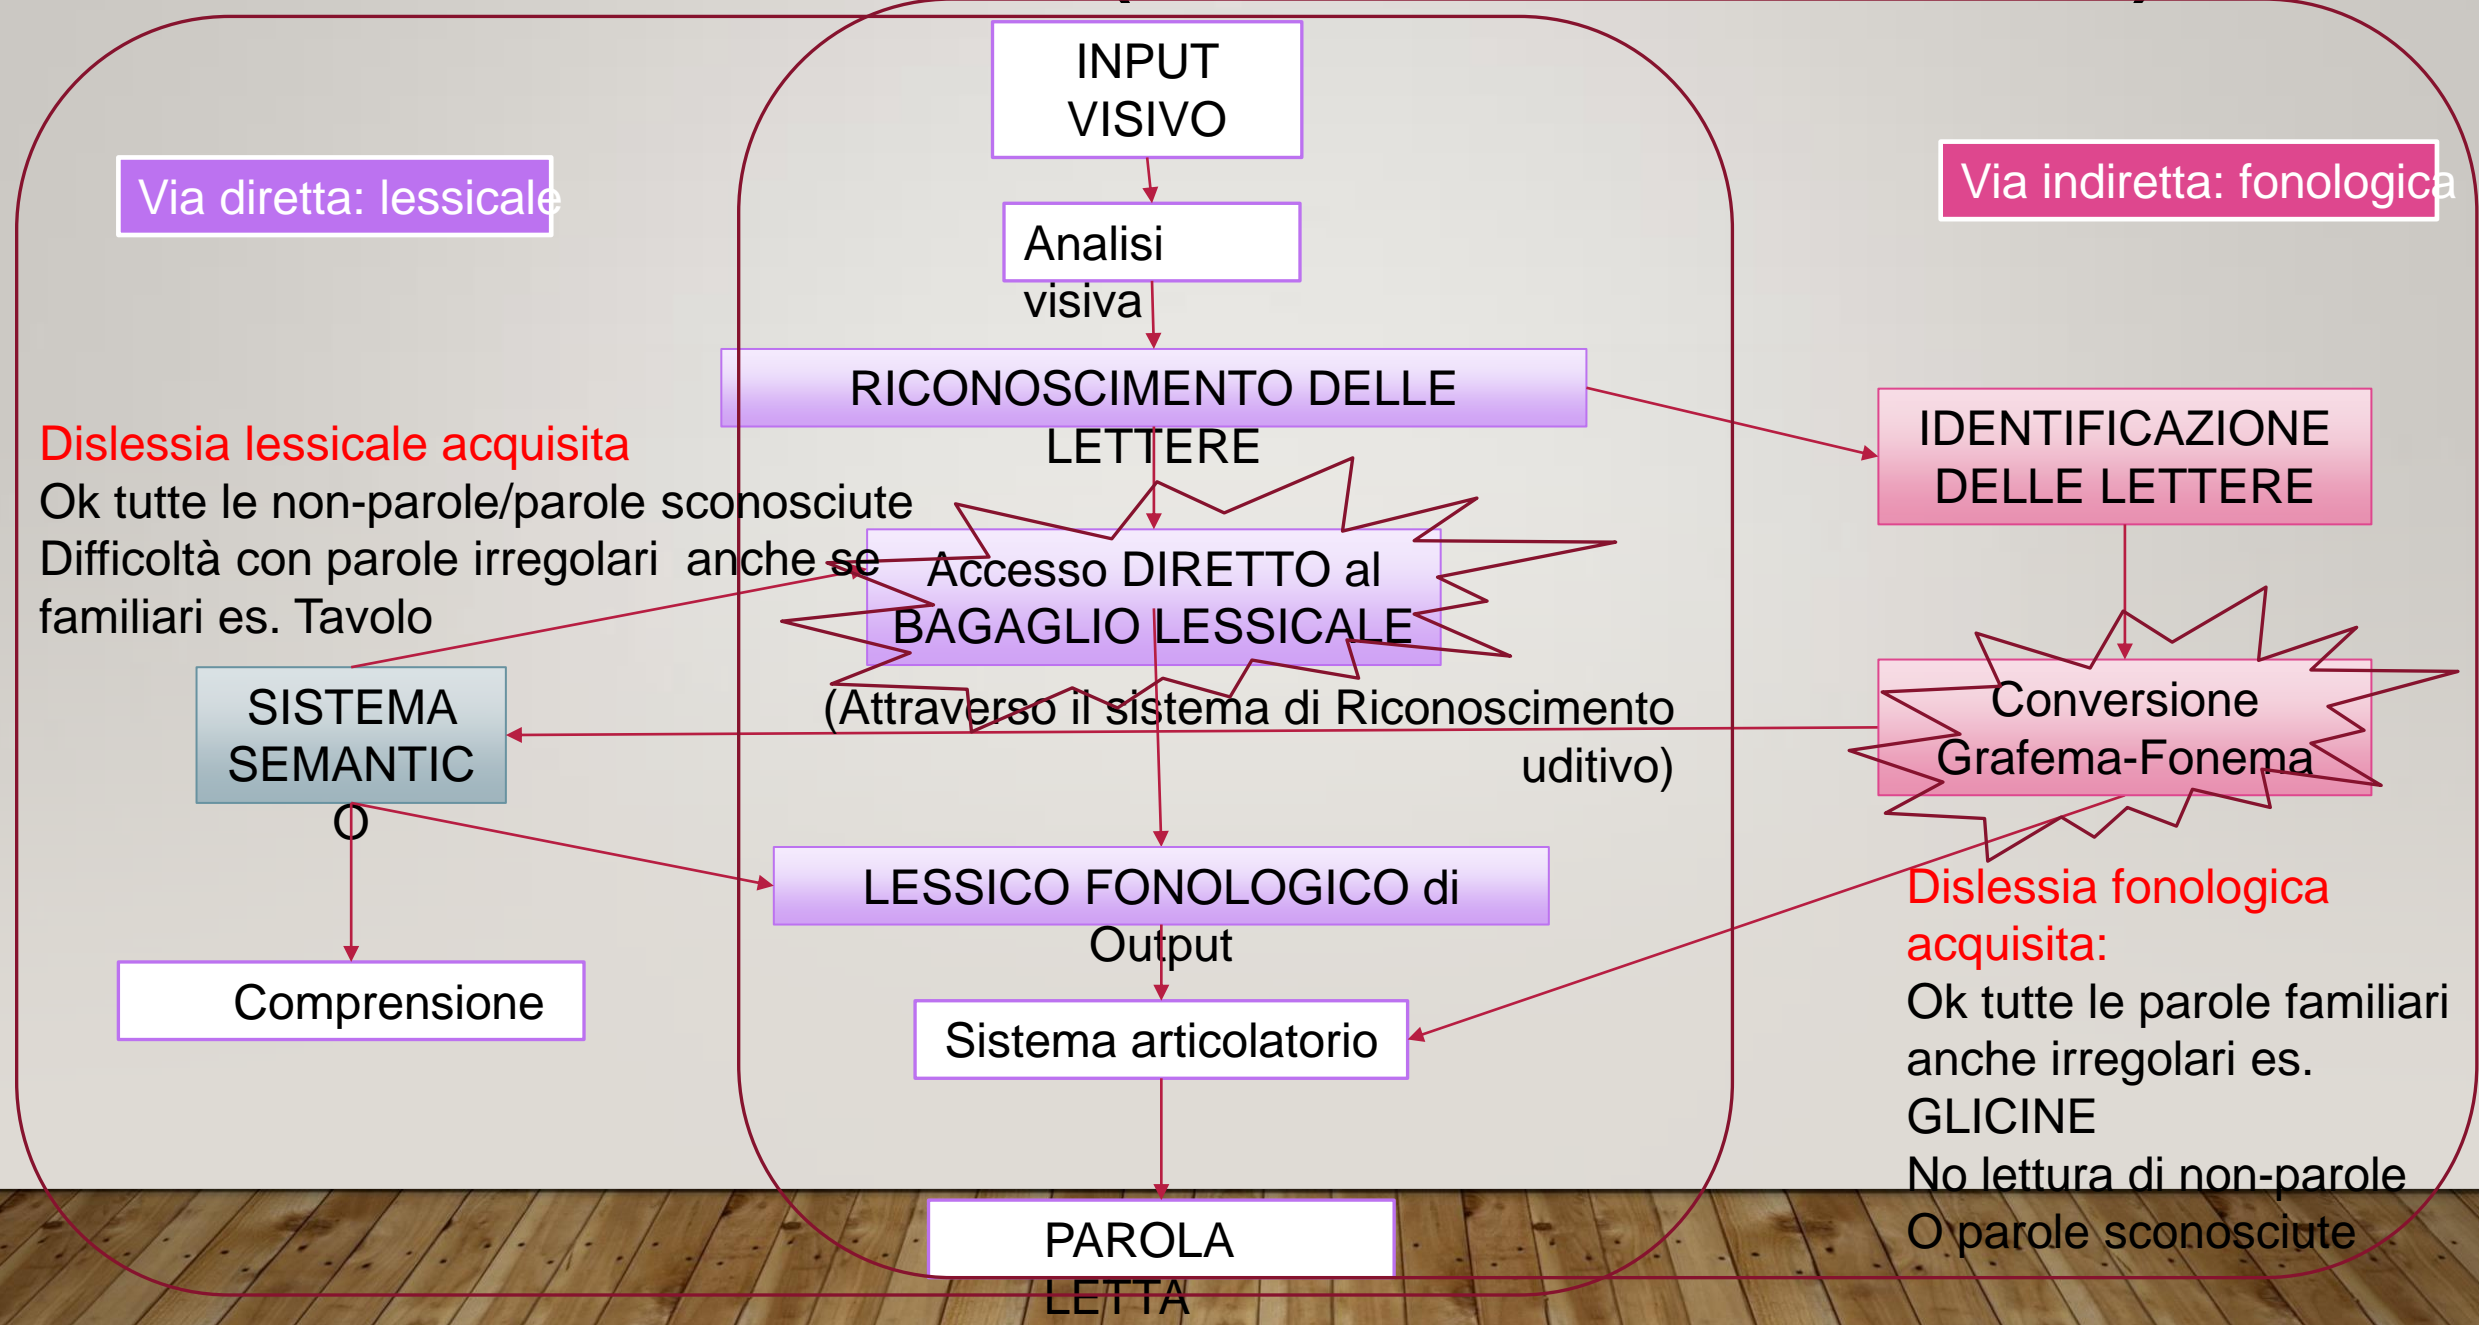 INPUT
VISIVO
Via diretta: lessicale
Via indiretta: fonologica
Analisi
visiva
RICONOSCIMENTO DELLE
LETTERE
IDENTIFICAZIONE
DELLE LETTERE
Dislessia lessicale acquisita
Ok tutte le non-parole/parole sconosciute
Difficoltà con parole irregolari  anche se
familiari es. Tavolo
Accesso DIRETTO al
BAGAGLIO LESSICALE
(Attraverso il sistema di Riconoscimento
uditivo)
SISTEMA
SEMANTIC
O
Conversione
Grafema-Fonema
LESSICO FONOLOGICO di
Output
Comprensione
Sistema articolatorio
Dislessia fonologica
acquisita:
Ok tutte le parole familiari
anche irregolari es.
GLICINE
No lettura di non-parole
O parole sconosciute
PAROLA
LETTA